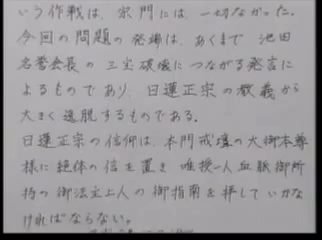 いう作戦は、宗門には一切なかった。
今回の問題の発端は、あくまで池田
名誉会長の三宝破壊につながる発言に
よるものであり、日蓮正宗の教義から
大きく逸脱するものである。
日蓮正宗の信仰は、本門戒壇の大御本尊
様に絶体の信を置き 唯授一人血脈御所
持の御法主上人の御指南を拝していかな
ければならない。